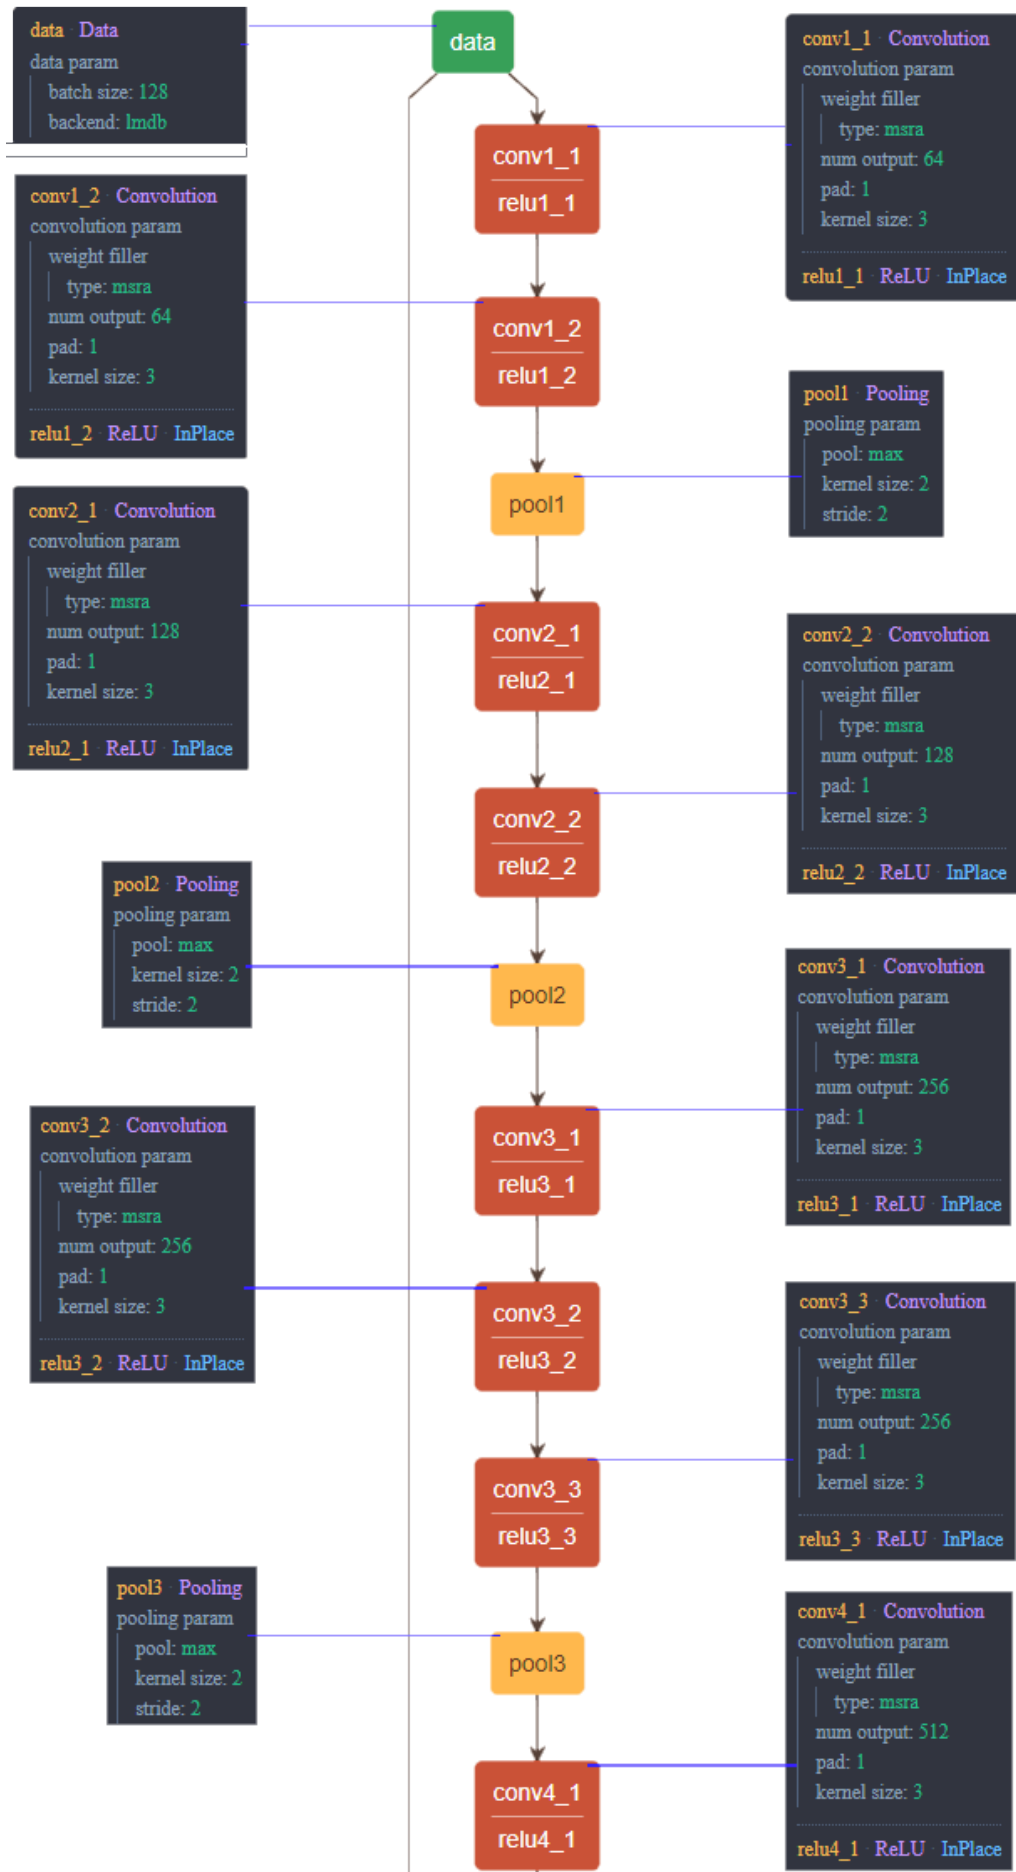 data · Data
data param
batch size: 128
backend: lmdb
data
conv1_1 · Convolution
convolution param
weight filler
type: msra
num output: 64
pad: 1
kernel size: 3
relu1_1 · ReLU · InPlace
conv1_1
relu1_1
conv1_2 · Convolution
convolution param
weight filler
type: msra
num output: 64
pad: 1
kernel size: 3
relu1_2 · ReLU · InPlace
conv1_2
relu1_2
pool1 · Pooling
pooling param
pool: max
kernel size: 2
stride: 2
pool1
conv2_1 · Convolution
convolution param
weight filler
type: msra
num output: 128
pad: 1
kernel size: 3
relu2_1 · ReLU · InPlace
conv2_1
relu2_1
conv2_2 · Convolution
convolution param
weight filler
type: msra
num output: 128
pad: 1
kernel size: 3
relu2_2 · ReLU · InPlace
conv2_2
relu2_2
pool2 · Pooling
pooling param
pool: max
kernel size: 2
stride: 2
pool2
conv3_1 · Convolution
convolution param
weight filler
type: msra
num output: 256
pad: 1
kernel size: 3
relu3_1 · ReLU · InPlace
conv3_1
relu3_1
conv3_2 · Convolution
convolution param
weight filler
type: msra
num output: 256
pad: 1
kernel size: 3
relu3_2 · ReLU · InPlace
conv3_2
relu3_2
conv3_3 · Convolution
convolution param
weight filler
type: msra
num output: 256
pad: 1
kernel size: 3
relu3_3 · ReLU · InPlace
conv3_3
relu3_3
pool3 · Pooling
pooling param
pool: max
kernel size: 2
stride: 2
pool3
conv4_1 · Convolution
convolution param
weight filler
type: msra
num output: 512
pad: 1
kernel size: 3
relu4_1 · ReLU · InPlace
conv4_1
relu4_1